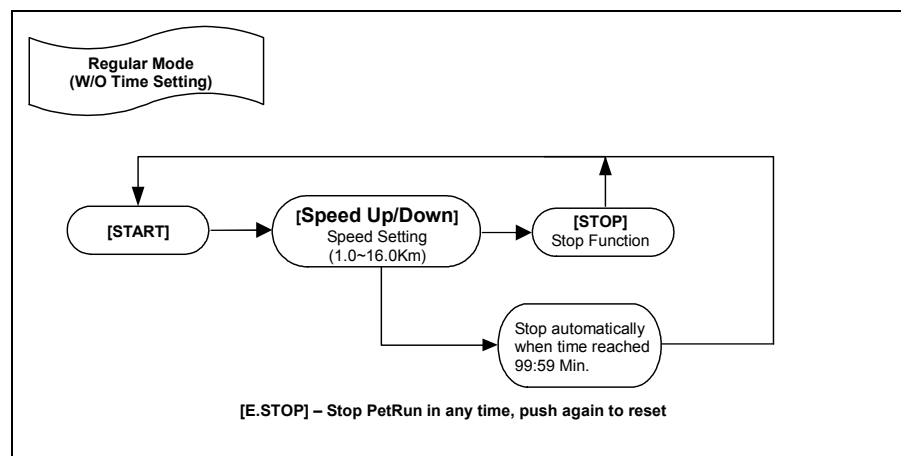 Regular Mode
(W/O Time Setting)
[START]
[Speed Up/Down]
Speed Setting
(1.0~16.0Km)
[STOP]
Stop Function
Stop automatically
when time reached
99:59 Min.
[E.STOP] – Stop PetRun in any time, push again to reset